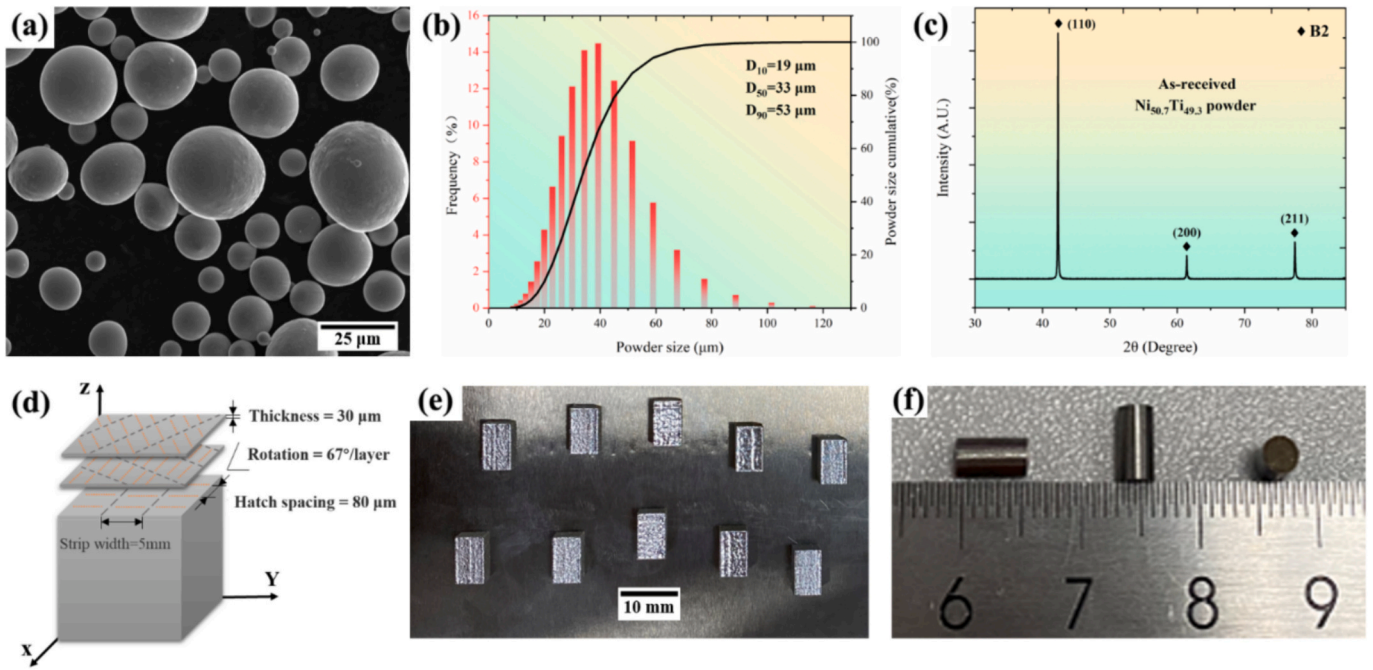 (a)
25 μm
(b)
16
14
12
10
8
6
4
2
0
Frequency (%)
0 20 40 60 80 100 120
Powder size (μm)
100
80
60
40
20
0
Powder size cumulative(%)
D10=19 μm
D50=33 μm
D90=53 μm
(c)
Intensity (A.U.)
(110)
(200)
(211)
♦ B2
As-received
Ni50.7Ti49.3 powder
30 40 50 60 70 80
2θ (Degree)
(d)
Z
Thickness = 30 μm
Rotation = 67°/layer
Hatch spacing = 80 μm
Strip width=5mm
Y
X
(e)
10 mm
(f)
6 7 8 9